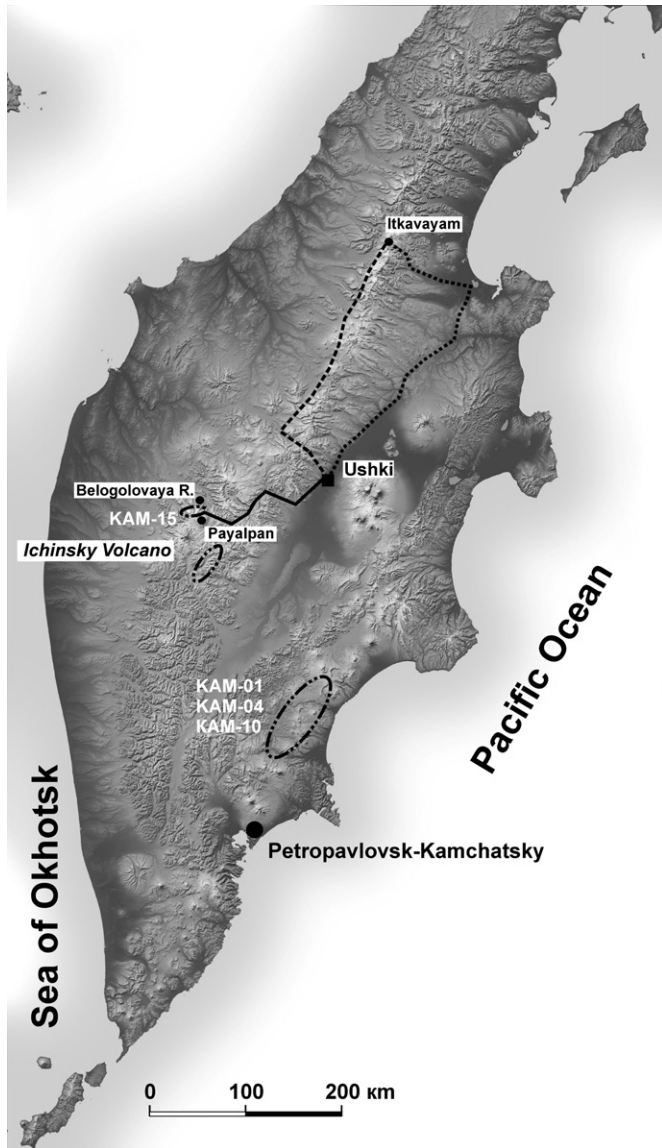 Itkavayam
Ushki
Belogolovaya R.
KAM-15
Payalpan
Ichinsky Volcano
KAM-01
KAM-04
KAM-10
Pacific Ocean
Sea of Okhotsk
Petropavlovsk-Kamchatsky
0 100 200 км